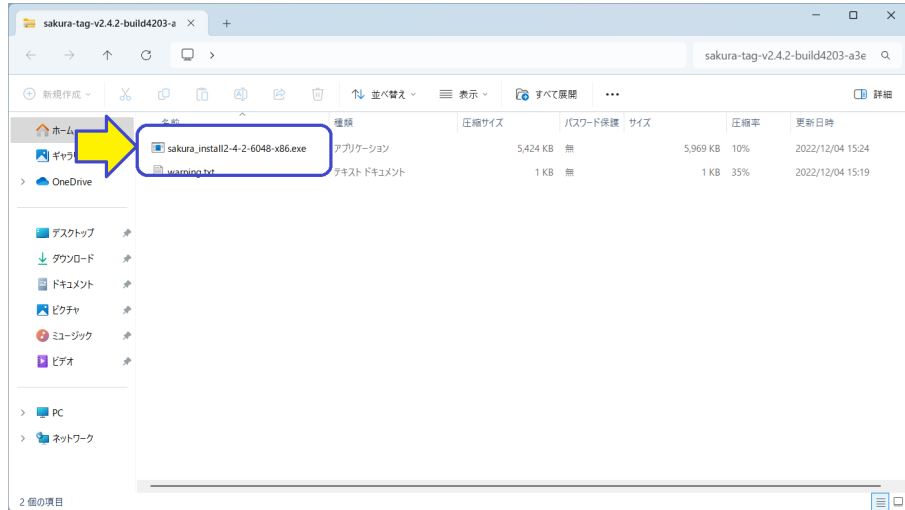 sakura-tag-v2.4.2-build4203-a
sakura-tag-v2.4.2-build4203-a3e
新規作成
並べ替え
表示
すべて展開
詳細
名前 種類 圧縮サイズ パスワード保護 サイズ 圧縮率 更新日時
sakura_install2-4-2-6048-x86.exe アプリケーション 5,424 KB 無 5,969 KB 10% 2022/12/04 15:24
warning.txt テキスト ドキュメント 1 KB 無 1 KB 35% 2022/12/04 15:19
ホーム
ギャラリ
OneDrive
デスクトップ
ダウンロード
ドキュメント
ピクチャ
ミュージック
ビデオ
PC
ネットワーク
2 個の項目